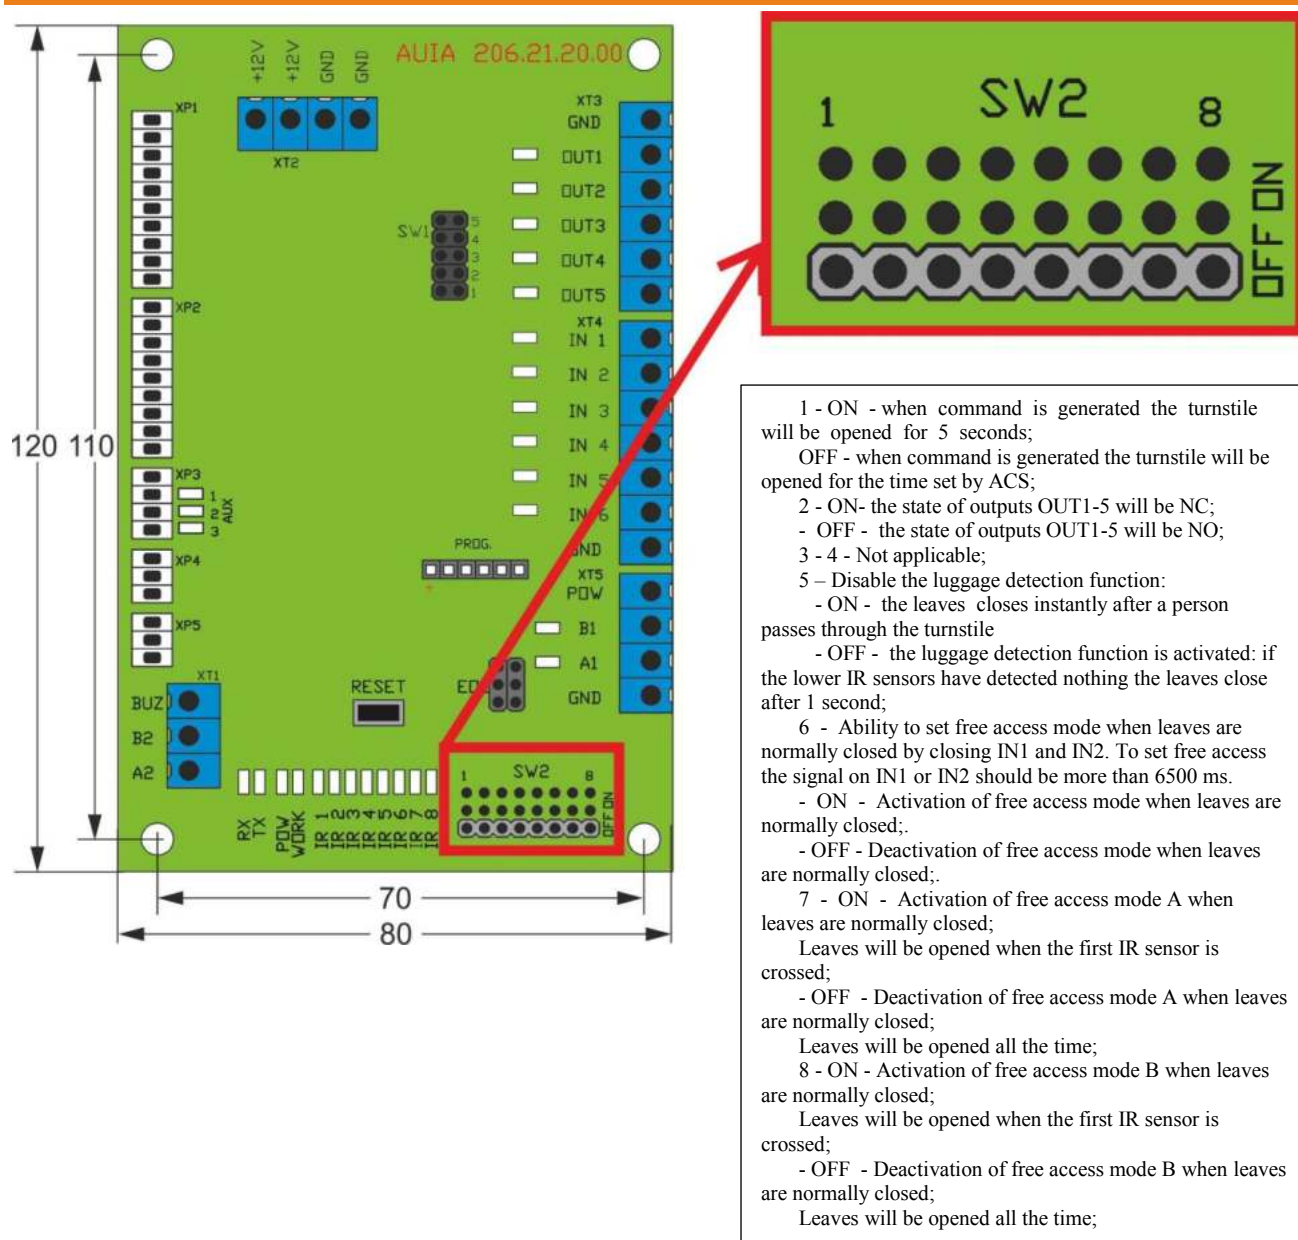 AUIA 206.21.20.00
+12V +12V GND GND
XT2
XP1
XP2
XP3
1
2
3
AUX
XP4
XP5
XT1
BUZ
B2
A2
SW1
5
4
3
2
1
XT3
GND
OUT1
OUT2
OUT3
OUT4
OUT5
XT4
IN 1
IN 2
IN 3
IN 4
IN 5
IN 6
GND
XT5
POW
B1
A1
GND
PROG.
+
RESET
RX TX POW WORK IR 1 IR 2 IR 3 IR 4 IR 5 IR 6 IR 7 IR 8
1 SW2 8
OFF ON
120 110
70
80
1 SW2 8
OFF ON
1 - ON - when command is generated the turnstile
will be opened for 5 seconds;
OFF - when command is generated the turnstile will be
opened for the time set by ACS;
2 - ON- the state of outputs OUT1-5 will be NC;
- OFF - the state of outputs OUT1-5 will be NO;
3 - 4 - Not applicable;
5 – Disable the luggage detection function:
- ON - the leaves closes instantly after a person
passes through the turnstile
- OFF - the luggage detection function is activated: if
the lower IR sensors have detected nothing the leaves close
after 1 second;
6 - Ability to set free access mode when leaves are
normally closed by closing IN1 and IN2. To set free access
the signal on IN1 or IN2 should be more than 6500 ms.
- ON - Activation of free access mode when leaves are
normally closed;.
- OFF - Deactivation of free access mode when leaves
are normally closed;.
7 - ON - Activation of free access mode A when
leaves are normally closed;
Leaves will be opened when the first IR sensor is
crossed;
- OFF - Deactivation of free access mode A when leaves
are normally closed;
Leaves will be opened all the time;
8 - ON - Activation of free access mode B when leaves
are normally closed;
Leaves will be opened when the first IR sensor is
crossed;
- OFF - Deactivation of free access mode B when leaves
are normally closed;
Leaves will be opened all the time;